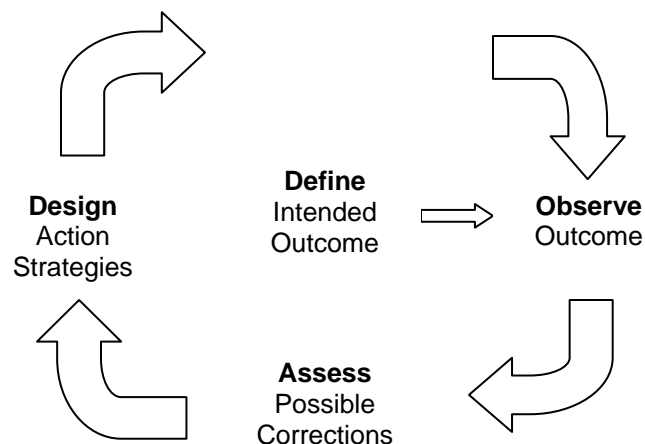 Define
Intended
Outcome
Design
Action
Strategies
Observe
Outcome
Assess
Possible
Corrections